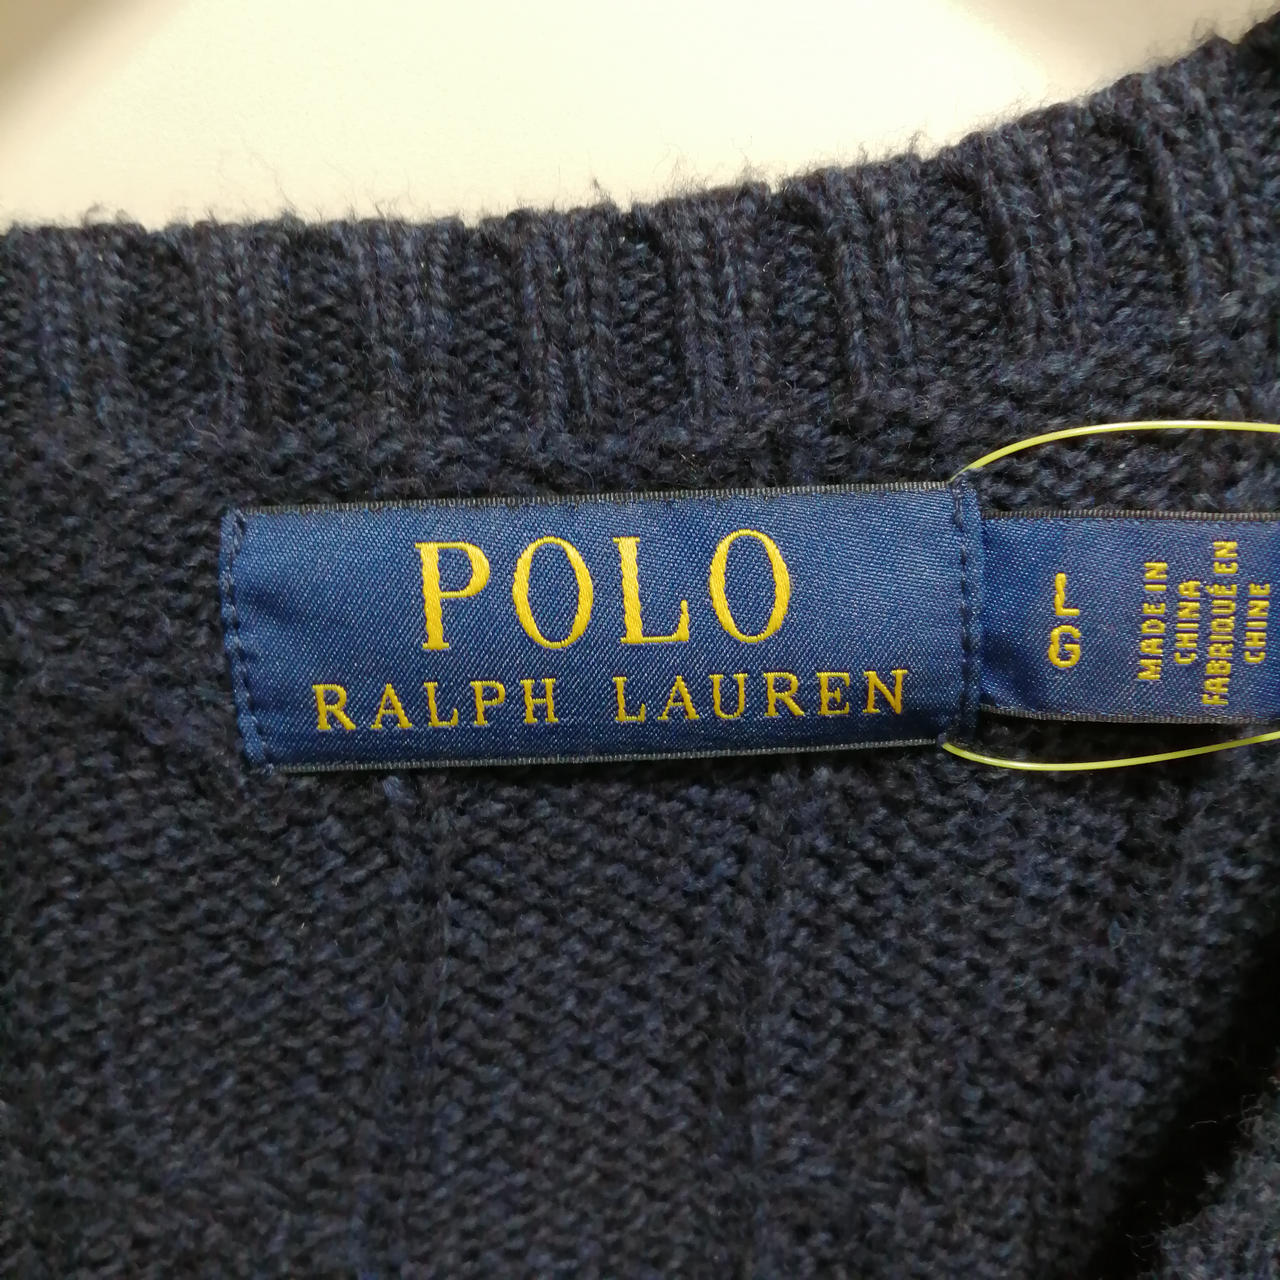 POLO
RALPH LAUREN
L
G
MADE IN
CHINA
FABRIQUÉ EN
CHINE